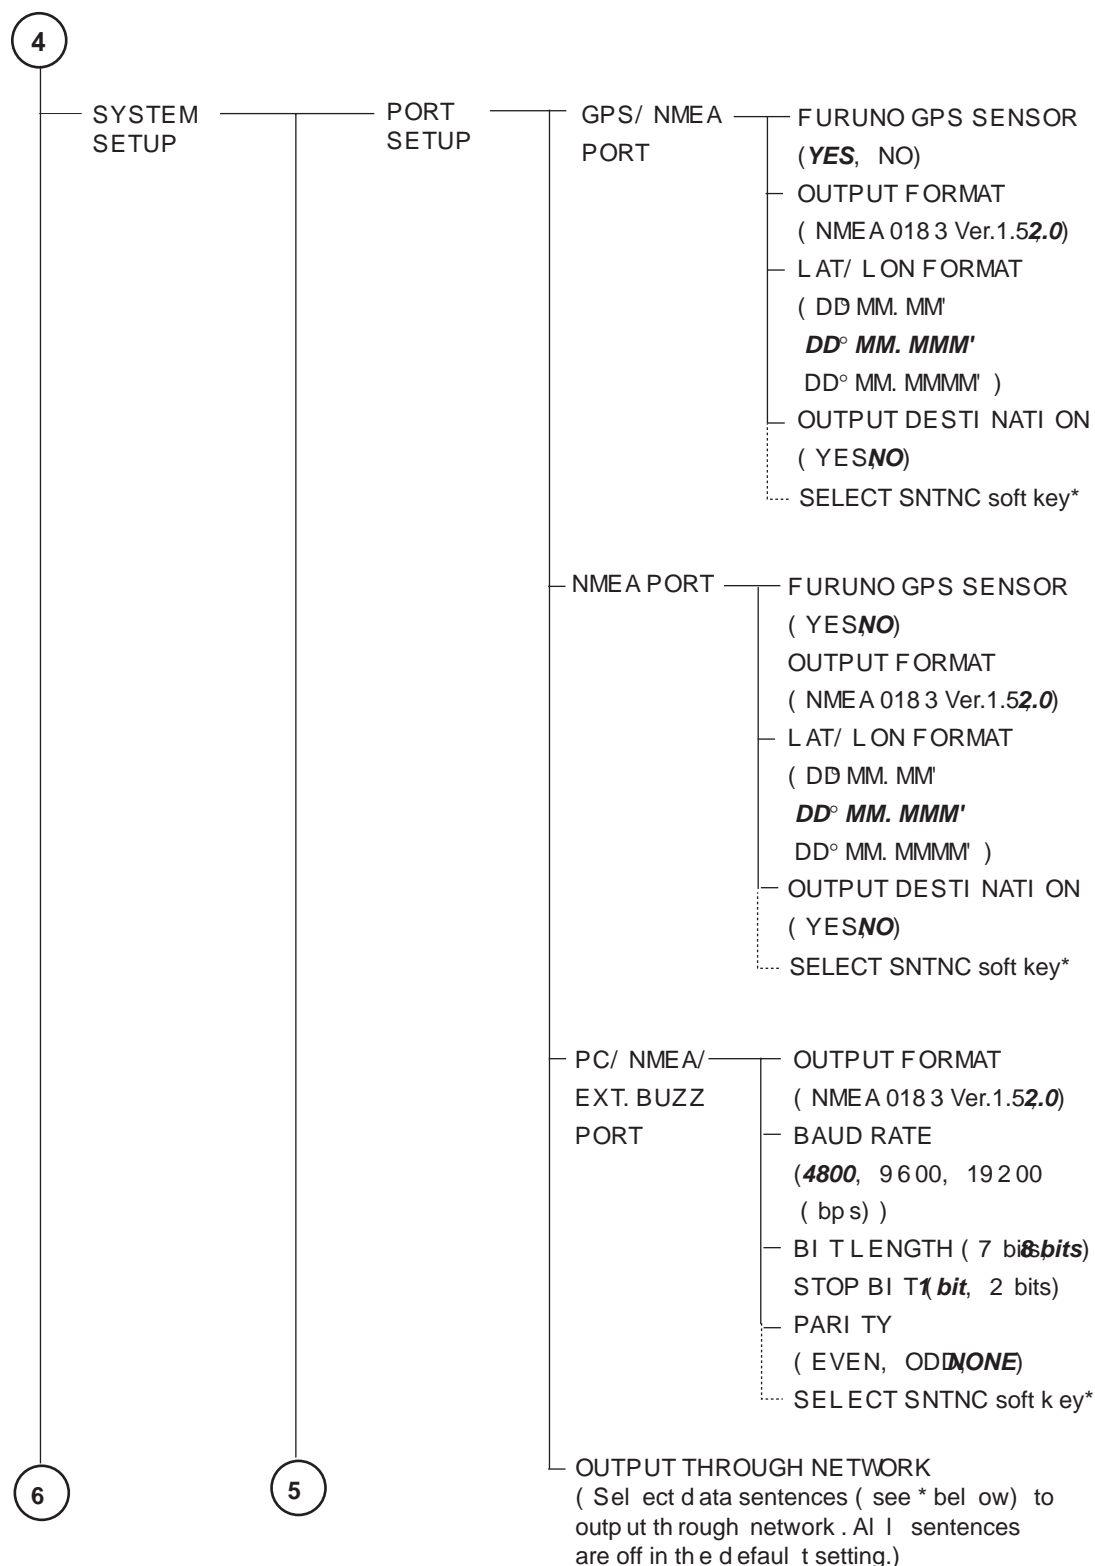 4
SYSTEM
SETUP
PORT
SETUP
GPS/ NMEA
PORT
FURUNO GPS SENSOR
(YES, NO)
OUTPUT FORMAT
( NMEA 0183 Ver.1.5, 2.0)
LAT/ LON FORMAT
( DD° MM. MM'
DD° MM. MMM'
DD° MM. MMMM' )
OUTPUT DESTINATION
( YES, NO)
SELECT SNTNC soft key*
NMEA PORT
FURUNO GPS SENSOR
( YES, NO)
OUTPUT FORMAT
( NMEA 0183 Ver.1.5, 2.0)
LAT/ LON FORMAT
( DD° MM. MM'
DD° MM. MMM'
DD° MM. MMMM' )
OUTPUT DESTINATION
( YES, NO)
SELECT SNTNC soft key*
PC/ NMEA/
EXT. BUZZ
PORT
OUTPUT FORMAT
( NMEA 0183 Ver.1.5, 2.0)
BAUD RATE
(4800, 9600, 19200
( bps) )
BIT LENGTH ( 7 bits, 8 bits)
STOP BIT (1 bit, 2 bits)
PARITY
( EVEN, ODD, NONE)
SELECT SNTNC soft key*
OUTPUT THROUGH NETWORK
( Select data sentences ( see * below) to
output through network. All sentences
are off in the default setting.)
6
5